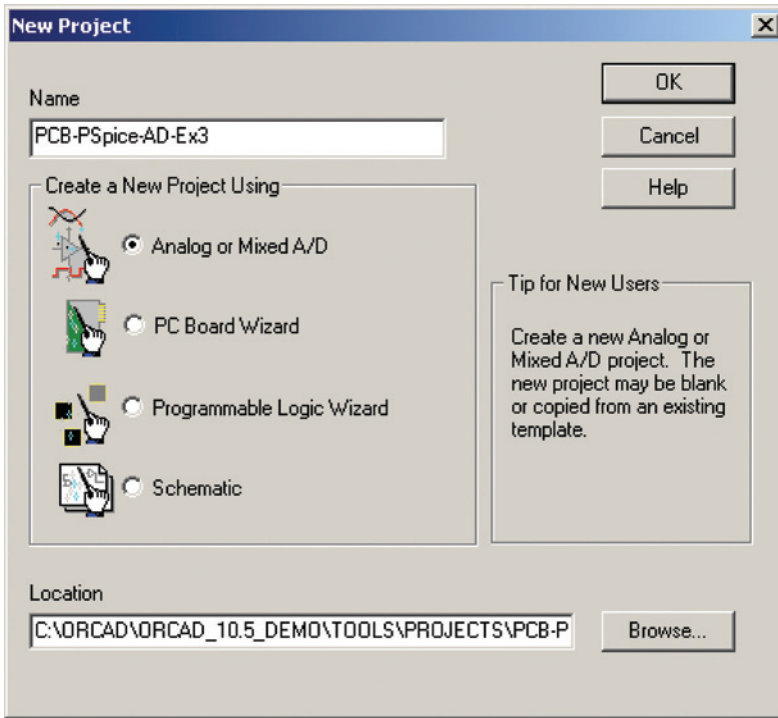 New Project
Name
PCB-PSpice-AD-Ex3
OK
Cancel
Help
Create a New Project Using
Analog or Mixed A/D
PC Board Wizard
Programmable Logic Wizard
Schematic
Tip for New Users
Create a new Analog or
Mixed A/D project. The
new project may be blank
or copied from an existing
template.
Location
C:\ORCAD\ORCAD_10.5_DEMO\TOOLS\PROJECTS\PCB-P
Browse...